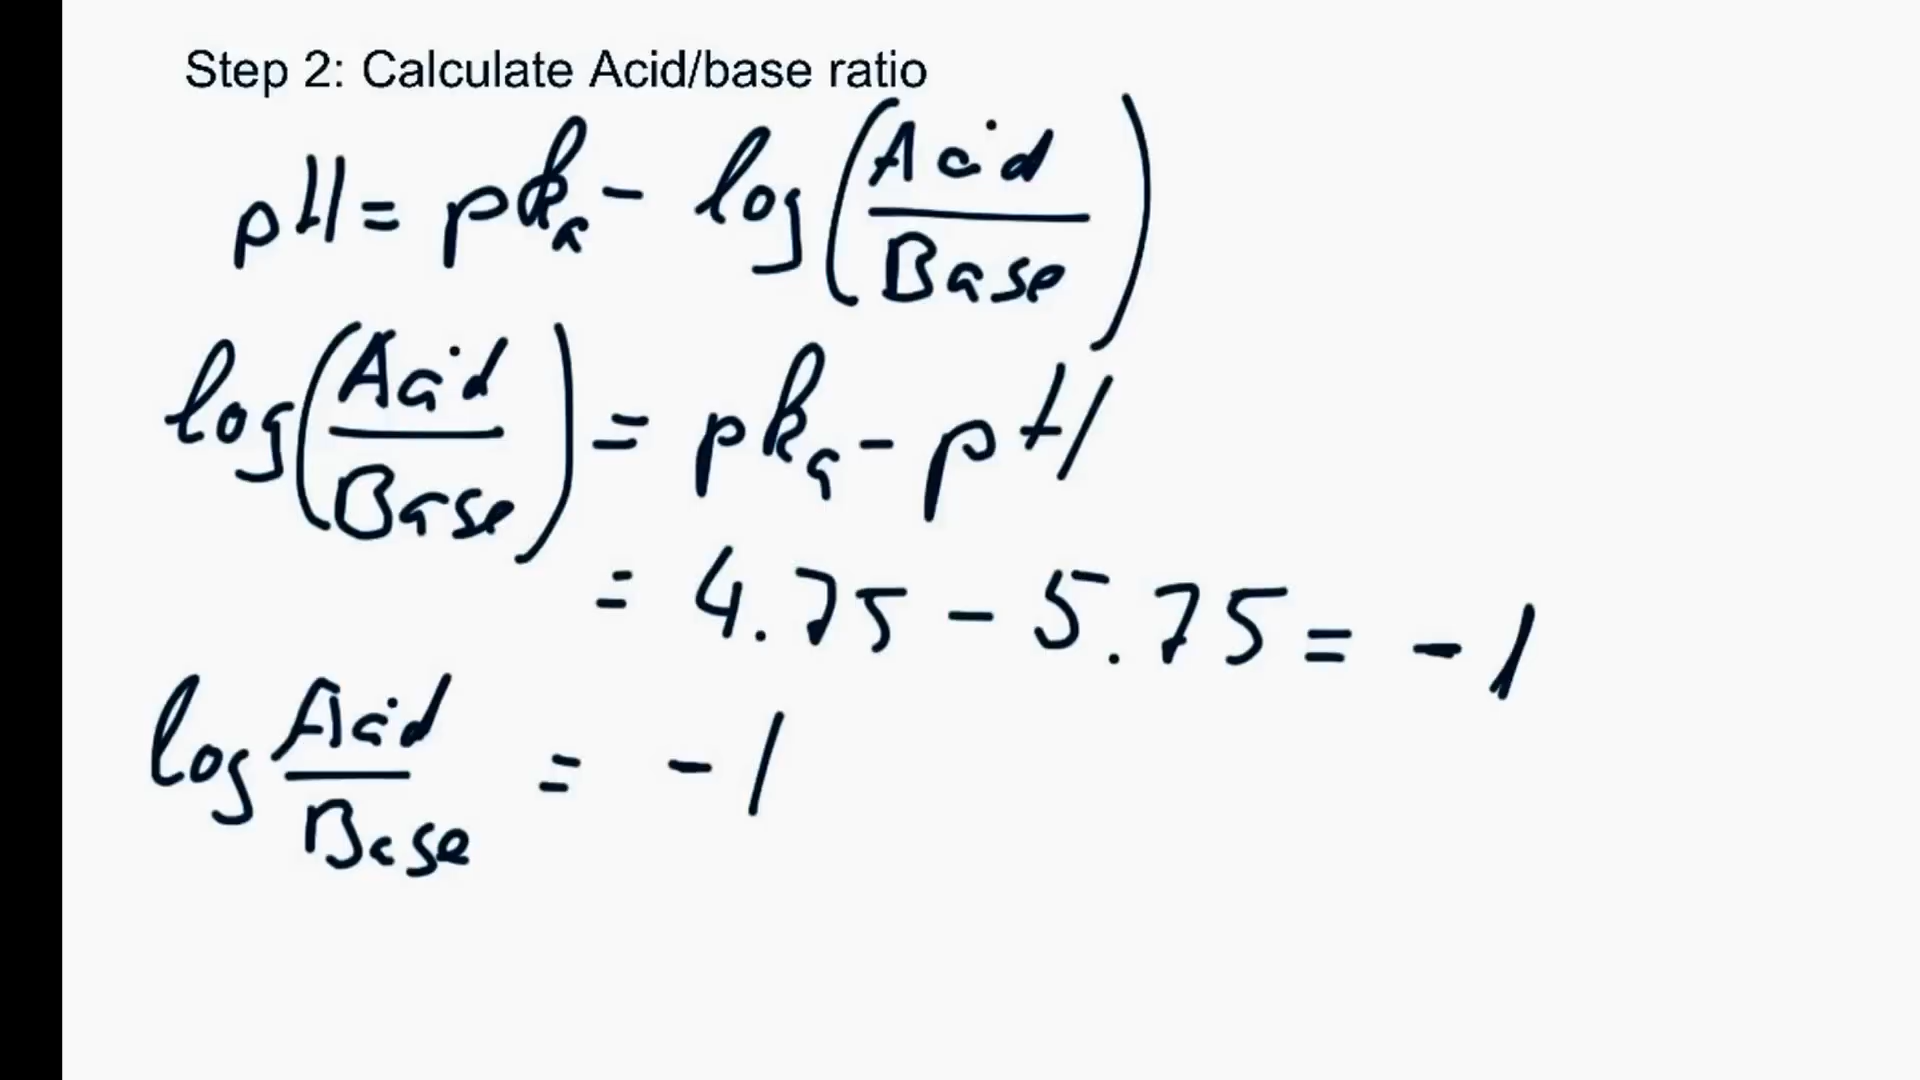 Step 2: Calculate Acid/base ratio
pH = pka - log(Acid/Base)
log(Acid/Base) = pka - pH
= 4.75 - 5.75 = -1
log Acid/Base = -1